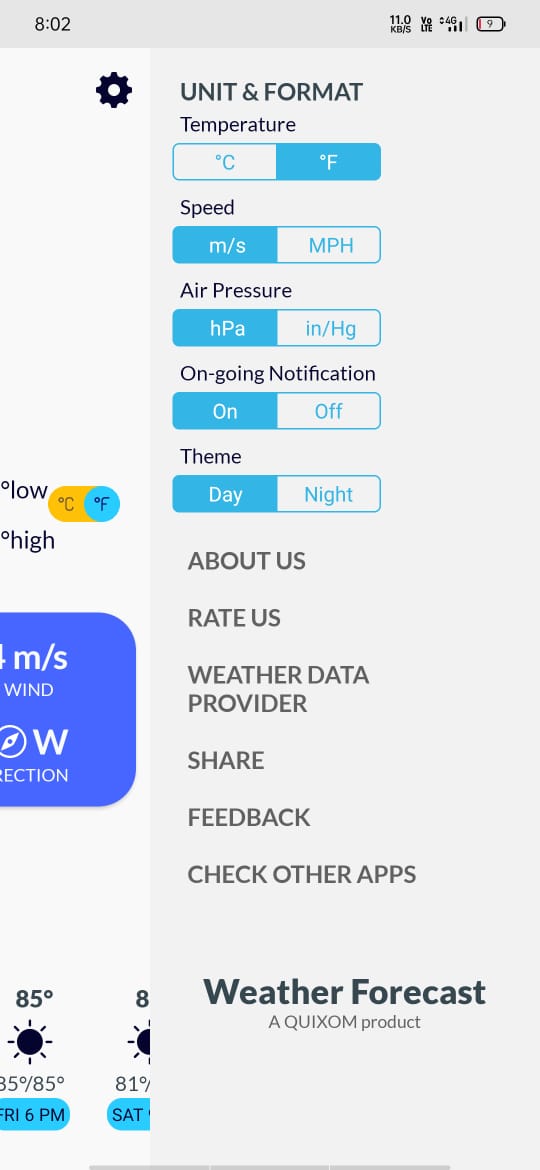 8:02
11.0 KB/S
Vo LTE
4G
9
UNIT & FORMAT
Temperature
°C
°F
Speed
m/s
MPH
Air Pressure
hPa
in/Hg
On-going Notification
On
Off
Theme
Day
Night
°low
°C °F
°high
m/s
WIND
W
RECTION
ABOUT US
RATE US
WEATHER DATA
PROVIDER
SHARE
FEEDBACK
CHECK OTHER APPS
85°
8
35°/85°
81°/
FRI 6 PM
SAT
Weather Forecast
A QUIXOM product